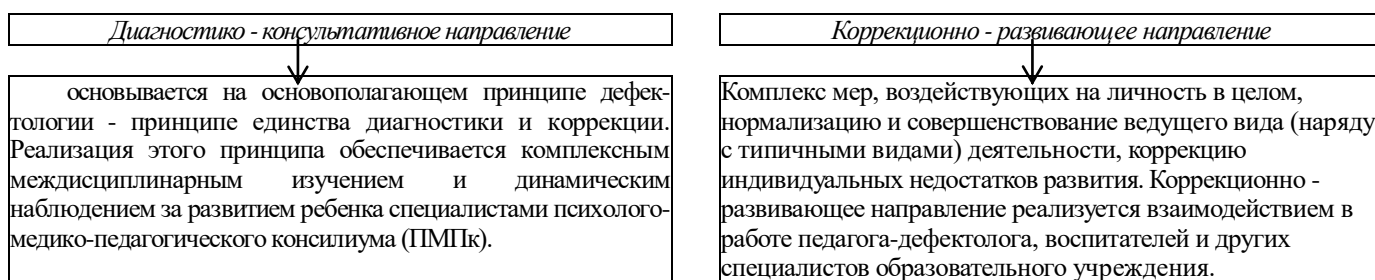 Диагностико - консультативное направление
основывается на основополагающем принципе дефек-
тологии - принципе единства диагностики и коррекции.
Реализация этого принципа обеспечивается комплексным
междисциплинарным изучением и динамическим
наблюдением за развитием ребенка специалистами психолого-
медико-педагогического консилиума (ПМПк).
Коррекционно - развивающее направление
Комплекс мер, воздействующих на личность в целом,
нормализацию и совершенствование ведущего вида (наряду
с типичными видами) деятельности, коррекцию
индивидуальных недостатков развития. Коррекционно -
развивающее направление реализуется взаимодействием в
работе педагога-дефектолога, воспитателей и других
специалистов образовательного учреждения.